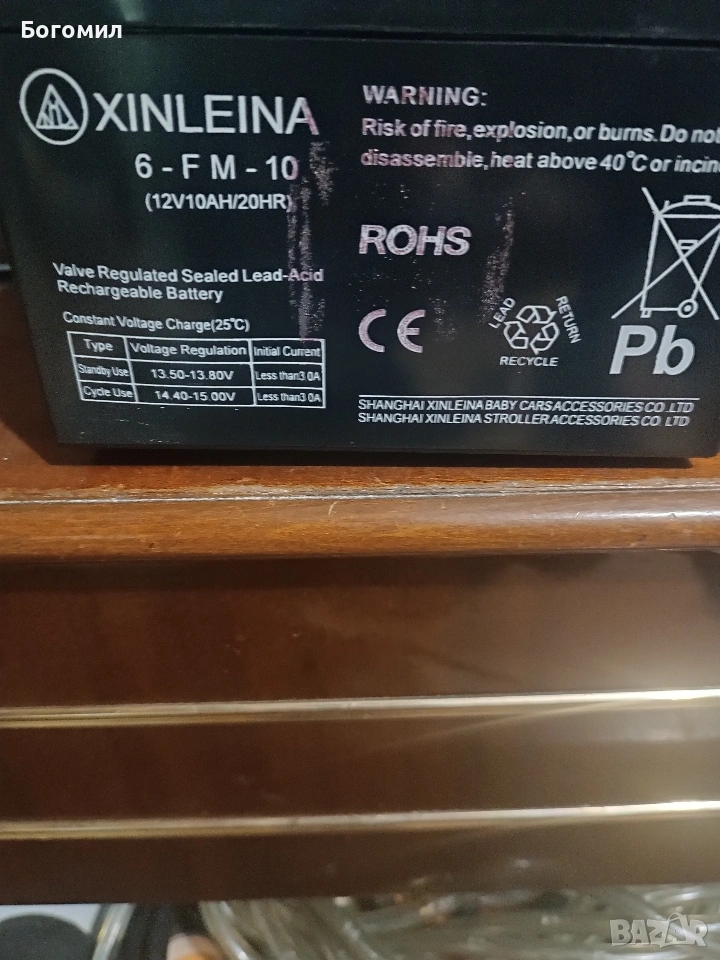 Богомил
XINLEINA
6-FM-10
(12V10AH/20HR)
Valve Regulated Sealed Lead-Acid
Rechargeable Battery
Constant Voltage Charge(25°C)
Type Voltage Regulation Initial Current
Standby Use 13.50-13.80V Less than3.0A
Cycle Use 14.40-15.00V Less than3.0A
WARNING:
Risk of fire,explosion,or burns. Do not
disassemble,heat above 40°C or incin
ROHS
CE
LEAD
RETURN
RECYCLE
Pb
SHANGHAI XINLEINA BABY CARS ACCESSORIES CO. LTD
SHANGHAI XINLEINA STROLLER ACCESSORIES CO. LTD
BAZAR